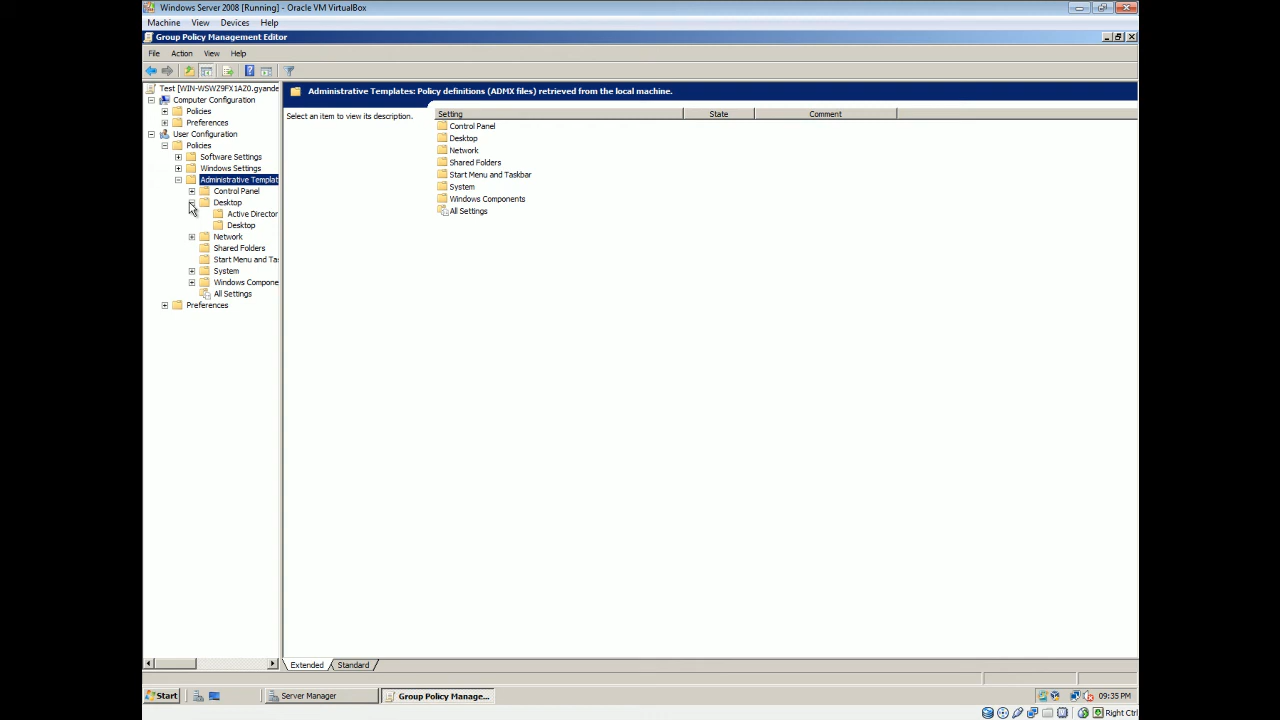 Windows Server 2008 [Running] - Oracle VM VirtualBox
Machine View Devices Help
Group Policy Management Editor
File Action View Help
Test [WIN-WSWZ9FX1AZ0.gyande
Computer Configuration
Policies
Preferences
User Configuration
Policies
Software Settings
Windows Settings
Administrative Templat
Control Panel
Desktop
Active Director
Desktop
Network
Shared Folders
Start Menu and Ta
System
Windows Compone
All Settings
Preferences
Administrative Templates: Policy definitions (ADMX files) retrieved from the local machine.
Select an item to view its description.
Setting State Comment
Control Panel
Desktop
Network
Shared Folders
Start Menu and Taskbar
System
Windows Components
All Settings
Extended Standard
Start Server Manager Group Policy Manage... 09:35 PM
Right Ctrl